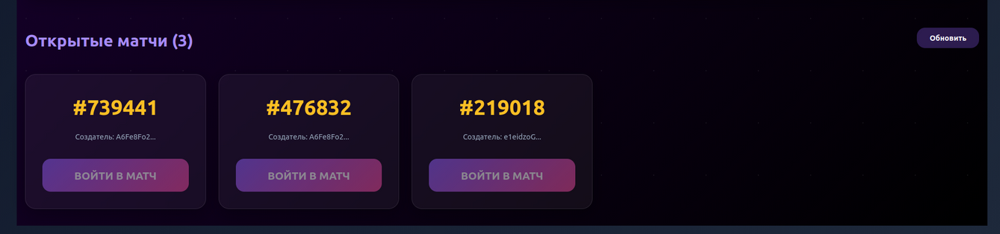 Открытые матчи (3)
Обновить
#739441
Создатель: A6Fe8Fo2...
ВОЙТИ В МАТЧ
#476832
Создатель: A6Fe8Fo2...
ВОЙТИ В МАТЧ
#219018
Создатель: e1eidzoG...
ВОЙТИ В МАТЧ